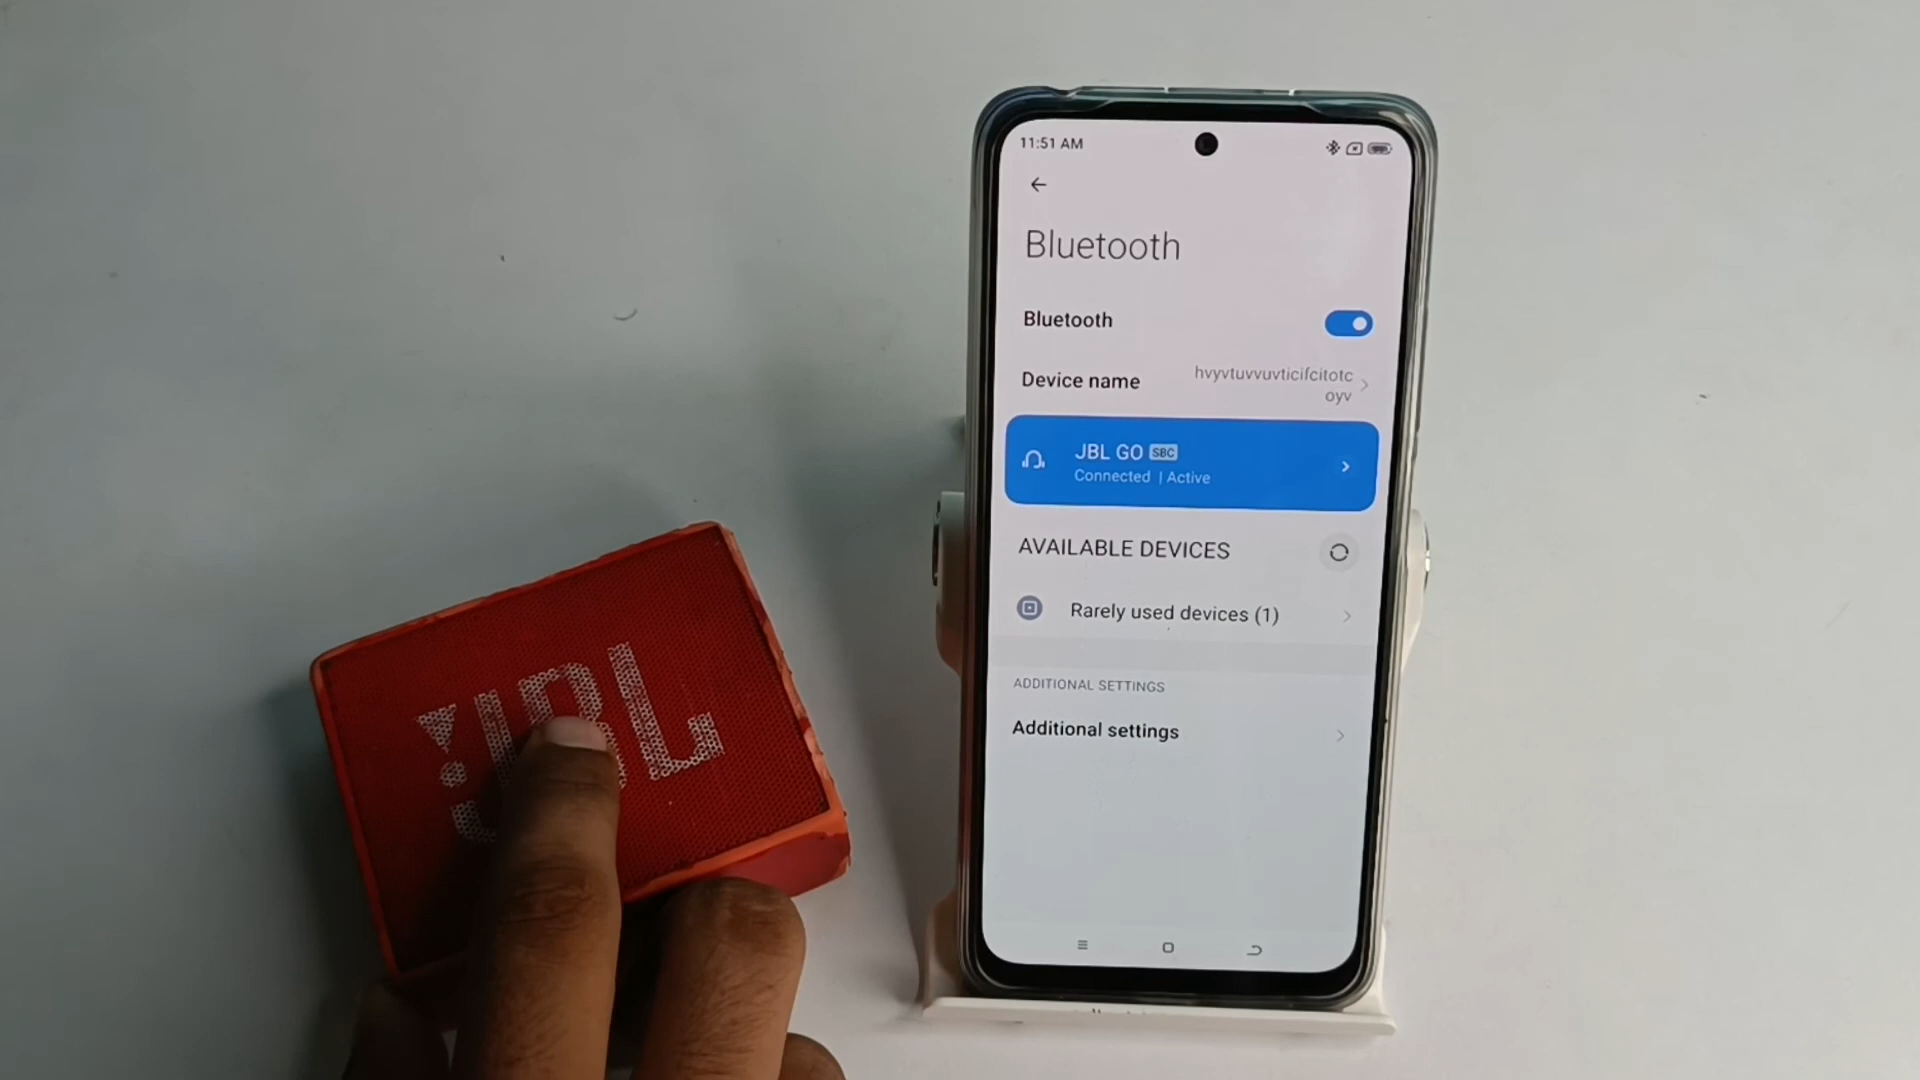 11:51 AM
Bluetooth
Bluetooth
Device name
hvyvtuvvuvticifcitotc
oyv
JBL GO SBC
Connected | Active
AVAILABLE DEVICES
Rarely used devices (1)
ADDITIONAL SETTINGS
Additional settings
JBL